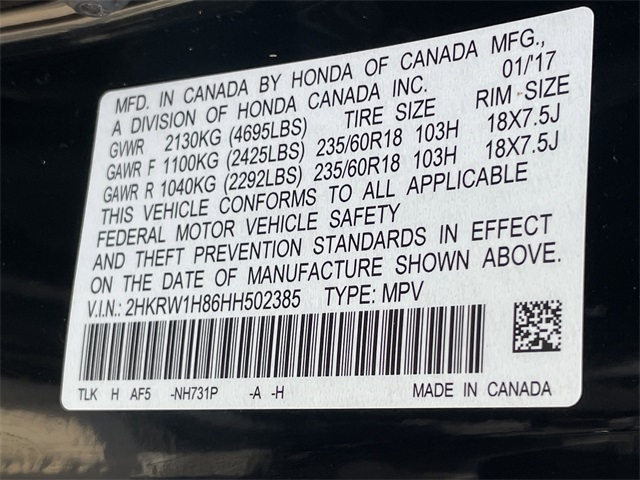 MFD. IN CANADA BY HONDA OF CANADA MFG.,
A DIVISION OF HONDA CANADA INC. 01/'17
GVWR 2130KG (4695LBS) TIRE SIZE RIM SIZE
GAWR F 1100KG (2425LBS) 235/60R18 103H 18X7.5J
GAWR R 1040KG (2292LBS) 235/60R18 103H 18X7.5J
THIS VEHICLE CONFORMS TO ALL APPLICABLE
FEDERAL MOTOR VEHICLE SAFETY
AND THEFT PREVENTION STANDARDS IN EFFECT
ON THE DATE OF MANUFACTURE SHOWN ABOVE.
V.I.N.: 2HKRW1H86HH502385 TYPE: MPV
TLK H AF5 -NH731P -A -H MADE IN CANADA